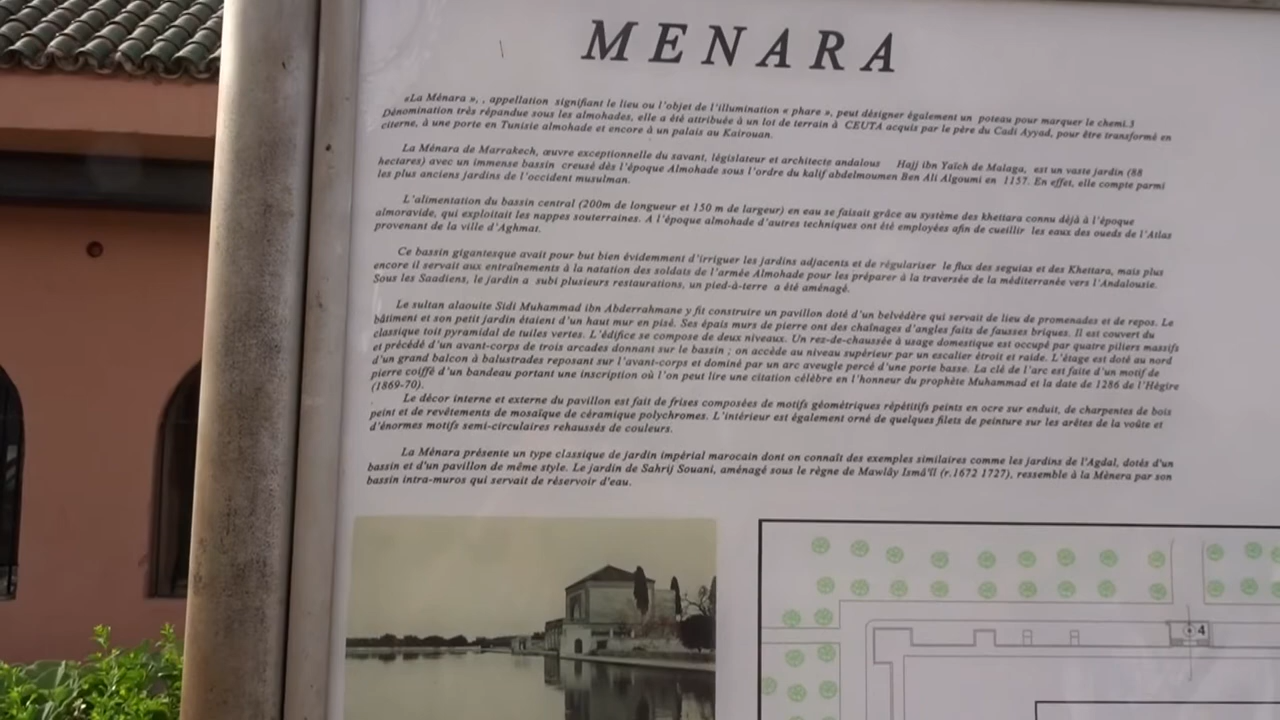 MENARA
«La Ménara », , appellation signifiant le lieu ou l'objet de l'illumination « phare », peut désigner également un poteau pour marquer le chemi.3
Dénomination très répandue sous les almohades, elle a été attribuée à un lot de terrain à CEUTA acquis par le père du Cadi Ayyad, pour être transformé en
citerne, à une porte en Tunisie almohade et encore à un palais au Kairouan.
La Ménara de Marrakech, œuvre exceptionnelle du savant, législateur et architecte andalous Hajj ibn Yaïch de Malaga, est un vaste jardin (88
hectares) avec un immense bassin creusé dès l'époque Almohade sous l'ordre du kalif abdelmoumen Ben Ali Algoumi en 1157. En effet, elle compte parmi
les plus anciens jardins de l'occident musulman.
L'alimentation du bassin central (200m de longueur et 150 m de largeur) en eau se faisait grâce au système des khettara connu déjà à l'époque
almoravide, qui exploitait les nappes souterraines. A l'époque almohade d'autres techniques ont été employées afin de cueillir les eaux des oueds de l'Atlas
provenant de la ville d'Aghmat.
Ce bassin gigantesque avait pour but bien évidemment d'irriguer les jardins adjacents et de régulariser le flux des seguias et des Khettara, mais plus
encore il servait aux entraînements à la natation des soldats de l'armée Almohade pour les préparer à la traversée de la méditerranée vers l'Andalousie.
Sous les Saadiens, le jardin a subi plusieurs restaurations, un pied-à-terre a été aménagé.
Le sultan alaouite Sidi Muhammad ibn Abderrahmane y fit construire un pavillon doté d'un belvédère qui servait de lieu de promenades et de repos. Le
bâtiment et son petit jardin étaient d'un haut mur en pisé. Ses épais murs de pierre ont des chaînages d'angles faits de fausses briques. Il est couvert du
classique toit pyramidal de tuiles vertes. L'édifice se compose de deux niveaux. Un rez-de-chaussée à usage domestique est occupé par quatre piliers massifs
et précédé d'un avant-corps de trois arcades donnant sur le bassin ; on accède au niveau supérieur par un escalier étroit et raide. L'étage est doté au nord
d'un grand balcon à balustrades reposant sur l'avant-corps et dominé par un arc aveugle percé d'une porte basse. La clé de l'arc est faite d'un motif de
pierre coiffé d'un bandeau portant une inscription où l'on peut lire une citation célèbre en l'honneur du prophète Muhammad et la date de 1286 de l'Hégire
(1869-70).
Le décor interne et externe du pavillon est fait de frises composées de motifs géométriques répétitifs peints en ocre sur enduit, de charpentes de bois
peint et de revêtements de mosaïque de céramique polychromes. L'intérieur est également orné de quelques filets de peinture sur les arêtes de la voûte et
d'énormes motifs semi-circulaires rehaussés de couleurs.
La Ménara présente un type classique de jardin impérial marocain dont on connaît des exemples similaires comme les jardins de l'Agdal, dotés d'un
bassin et d'un pavillon de même style. Le jardin de Sahrij Souani, aménagé sous le règne de Mawlây Ismâ'îl (r.1672 1727), ressemble à la Ménera par son
bassin intra-muros qui servait de réservoir d'eau.
4